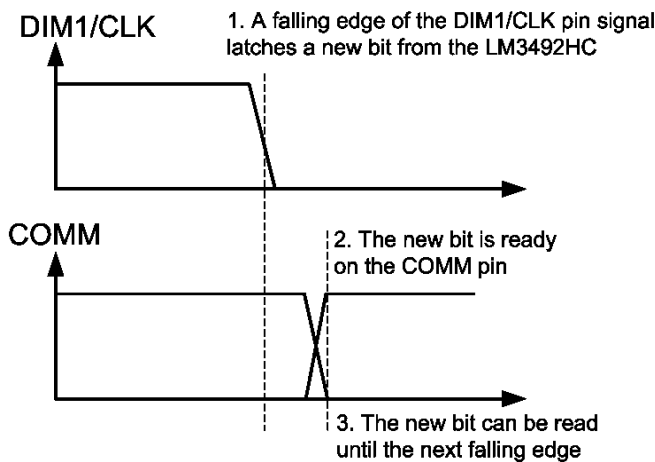 DIM1/CLK
1. A falling edge of the DIM1/CLK pin signal
latches a new bit from the LM3492HC
COMM
2. The new bit is ready
on the COMM pin
3. The new bit can be read
until the next falling edge